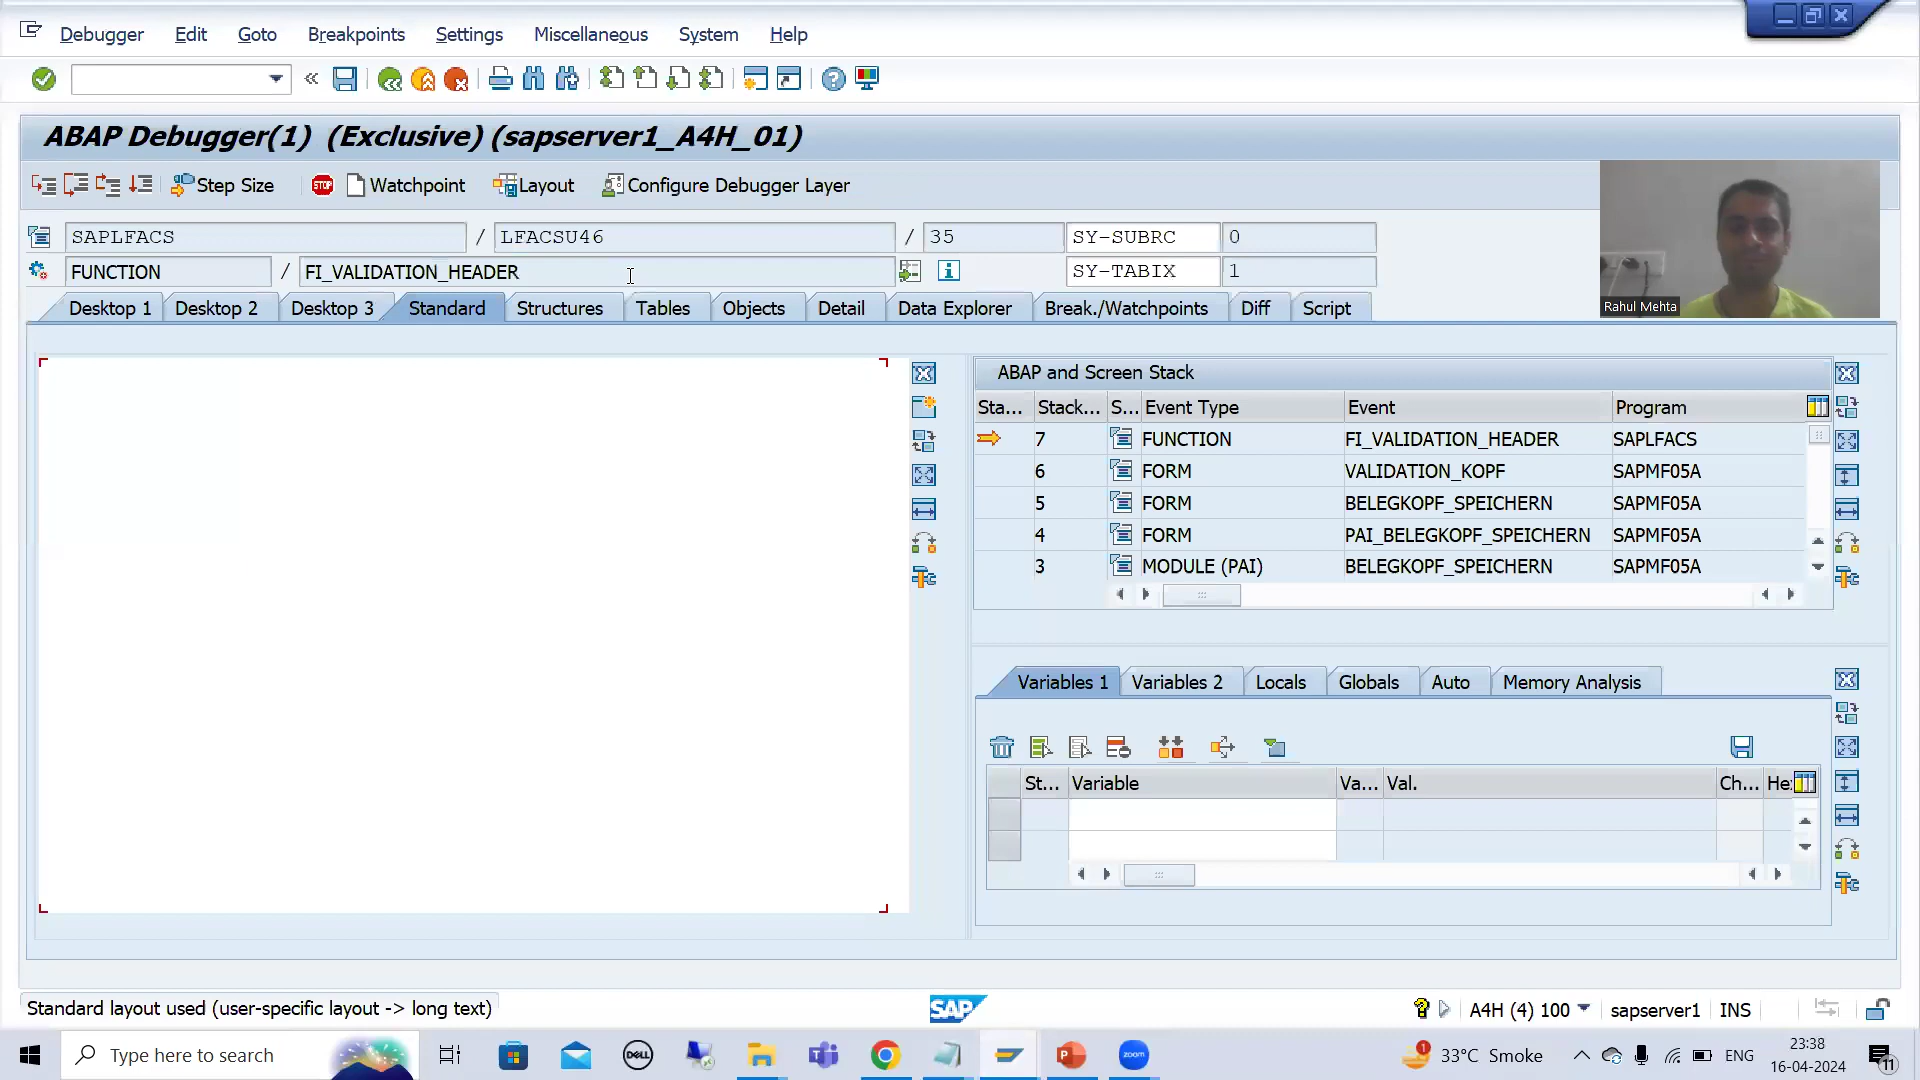 Debugger Edit Goto Breakpoints Settings Miscellaneous System Help
ABAP Debugger(1) (Exclusive) (sapserver1_A4H_01)
Step Size STOP Watchpoint Layout Configure Debugger Layer
SAPLFACS / LFACSU46 / 35 SY-SUBRC 0
FUNCTION / FI_VALIDATION_HEADER SY-TABIX 1
Rahul Mehta
Desktop 1 Desktop 2 Desktop 3 Standard Structures Tables Objects Detail Data Explorer Break./Watchpoints Diff Script
ABAP and Screen Stack
Sta... Stack... S... Event Type Event Program
7 FUNCTION FI_VALIDATION_HEADER SAPLFACS
6 FORM VALIDATION_KOPF SAPMF05A
5 FORM BELEGKOPF_SPEICHERN SAPMF05A
4 FORM PAI_BELEGKOPF_SPEICHERN SAPMF05A
3 MODULE (PAI) BELEGKOPF_SPEICHERN SAPMF05A
Variables 1 Variables 2 Locals Globals Auto Memory Analysis
St... Variable Va... Val. Ch... He
Standard layout used (user-specific layout -> long text) SAP A4H (4) 100 sapserver1 INS
Type here to search DELL zoom 1 33°C Smoke ENG 23:38
16-04-2024 11